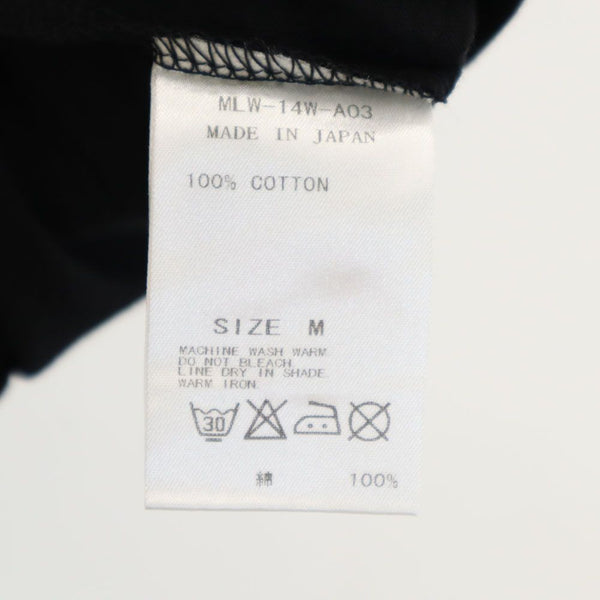 MLW-14W-A03
MADE IN JAPAN
100% COTTON
SIZE M
MACHINE WASH WARM.
DO NOT BLEACH.
LINE DRY IN SHADE.
WARM IRON.
30
綿 100%